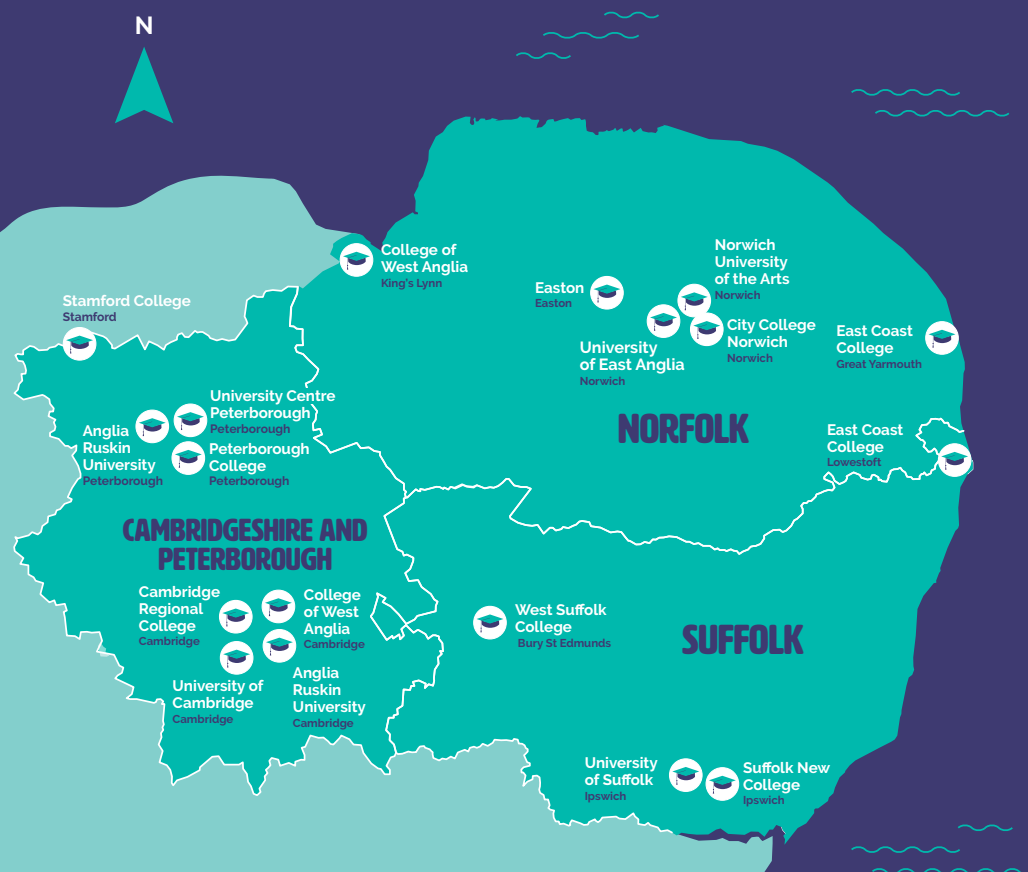 N
College of
West Anglia
King's Lynn
Norwich
University
of the Arts
Norwich
Easton
Easton
Stamford College
Stamford
City College
Norwich
Norwich
East Coast
College
Great Yarmouth
University
of East Anglia
Norwich
University Centre
Peterborough
Peterborough
NORFOLK
Anglia
Ruskin
University
Peterborough
Peterborough
College
Peterborough
East Coast
College
Lowestoft
CAMBRIDGESHIRE AND
PETERBOROUGH
Cambridge
Regional
College
Cambridge
College
of West
Anglia
Cambridge
West Suffolk
College
Bury St Edmunds
SUFFOLK
University of
Cambridge
Cambridge
Anglia
Ruskin
University
Cambridge
University
of Suffolk
Ipswich
Suffolk New
College
Ipswich